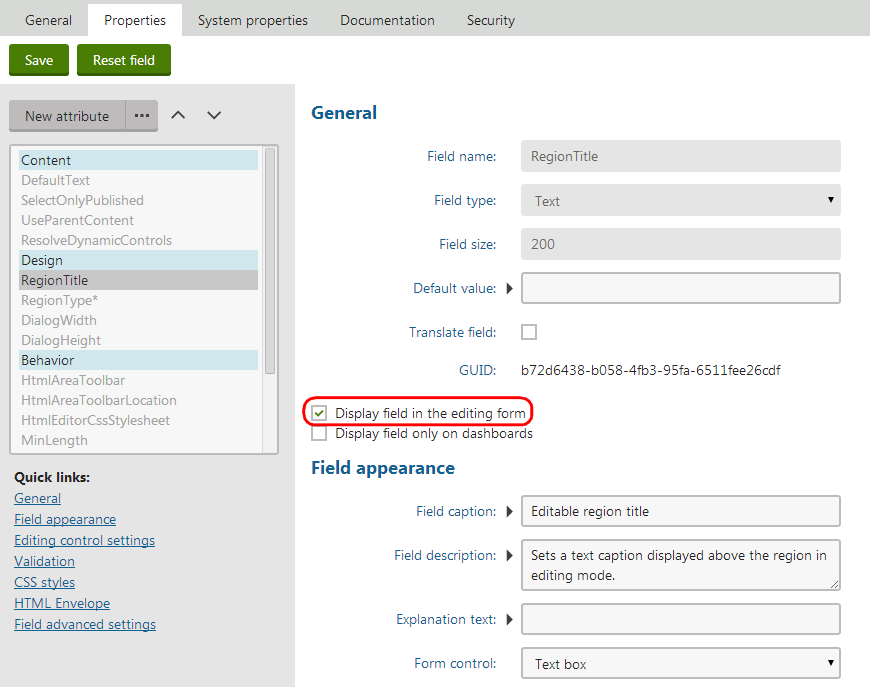 General Properties System properties Documentation Security
Save Reset field
New attribute ...
Content
DefaultText
SelectOnlyPublished
UseParentContent
ResolveDynamicControls
Design
RegionTitle
RegionType*
DialogWidth
DialogHeight
Behavior
HtmlAreaToolbar
HtmlAreaToolbarLocation
HtmlEditorCssStylesheet
MinLength
Quick links:
General
Field appearance
Editing control settings
Validation
CSS styles
HTML Envelope
Field advanced settings
General
Field name: RegionTitle
Field type: Text
Field size: 200
Default value:
Translate field:
GUID: b72d6438-b058-4fb3-95fa-6511fee26cdf
Display field in the editing form
Display field only on dashboards
Field appearance
Field caption: Editable region title
Field description: Sets a text caption displayed above the region in
editing mode.
Explanation text:
Form control: Text box